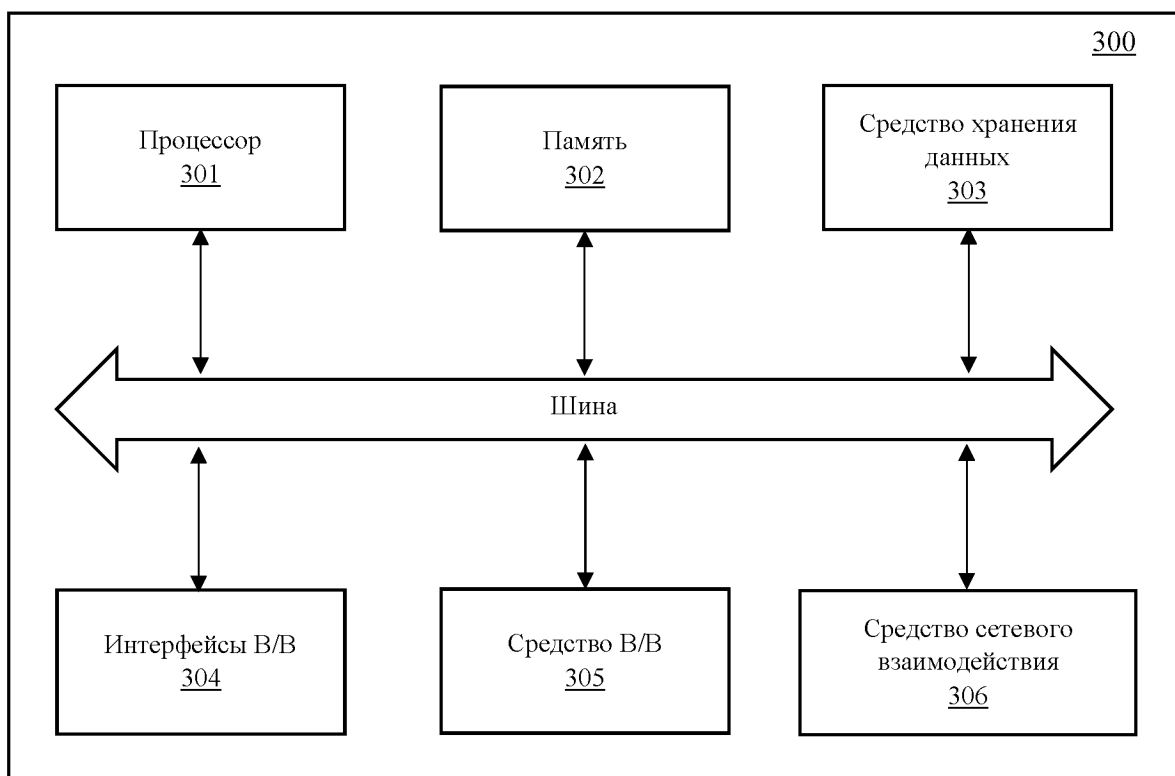 300
Процессор
301
Память
302
Средство хранения
данных
303
Шина
Интерфейсы В/В
304
Средство В/В
305
Средство сетевого
взаимодействия
306